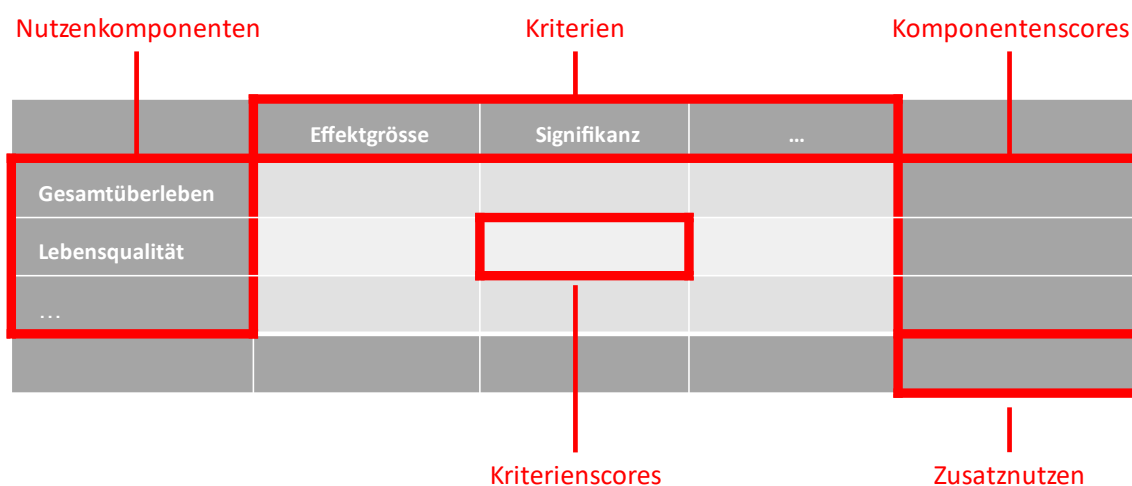 Nutzenkomponenten
Kriterien
Komponentenscores
Effektgrösse
Signifikanz
...
Gesamtüberleben
Lebensqualität
...
Kriterienscores
Zusatznutzen